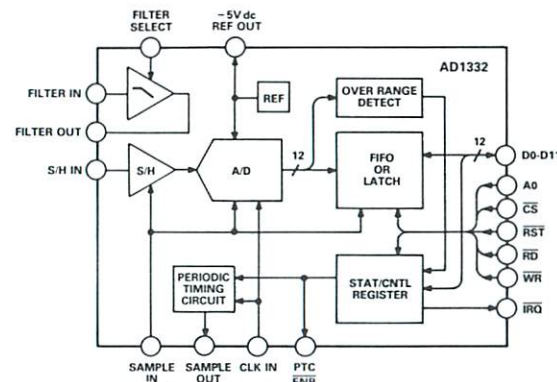 FILTER
SELECT
– 5V dc
REF OUT
AD1332
FILTER IN
REF
OVER RANGE
DETECT
FILTER OUT
12
12
S/H IN
S/H
A/D
FIFO
OR
LATCH
D0-D11
A0
CS
RST
RD
WR
IRQ
PERIODIC
TIMING
CIRCUIT
STAT/CNTL
REGISTER
SAMPLE
IN
SAMPLE
OUT
CLK IN
PTC
ENB